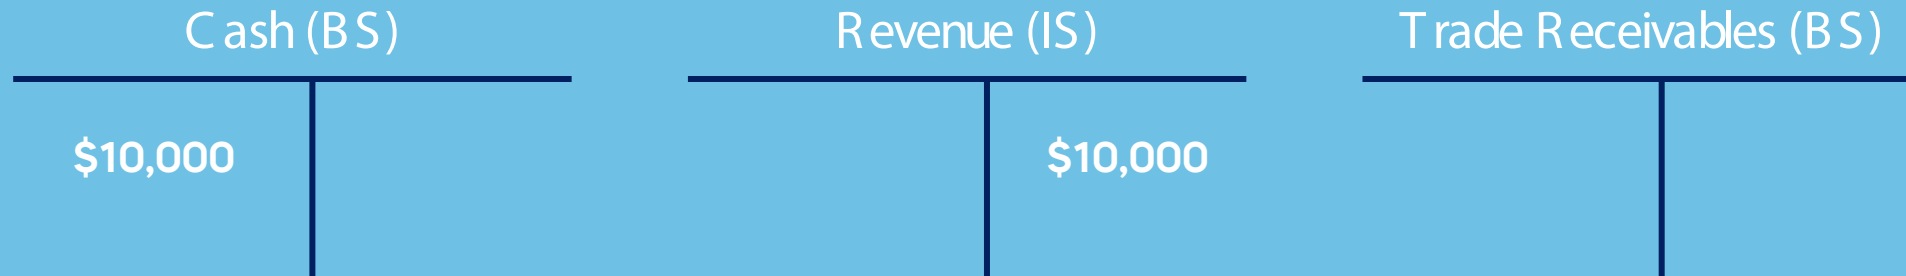 Cash (BS) Revenue (IS) Trade Receivables (BS)
$10,000 $10,000